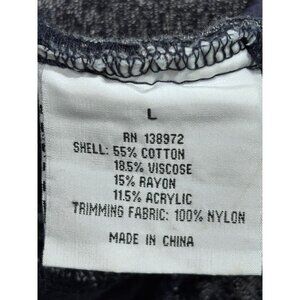 L
RN 138972
SHELL: 55% COTTON
18.5% VISCOSE
15% RAYON
11.5% ACRYLIC
TRIMMING FABRIC: 100% NYLON
MADE IN CHINA